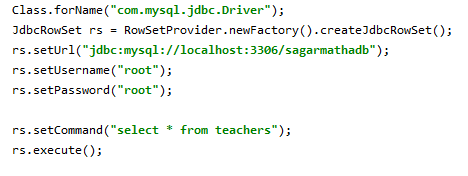 Class.forName("com.mysql.jdbc.Driver");
JdbcRowSet rs = RowSetProvider.newFactory().createJdbcRowSet();
rs.setUrl("jdbc:mysql://localhost:3306/sagarmathadb");
rs.setUsername("root");
rs.setPassword("root");
rs.setCommand("select * from teachers");
rs.execute();